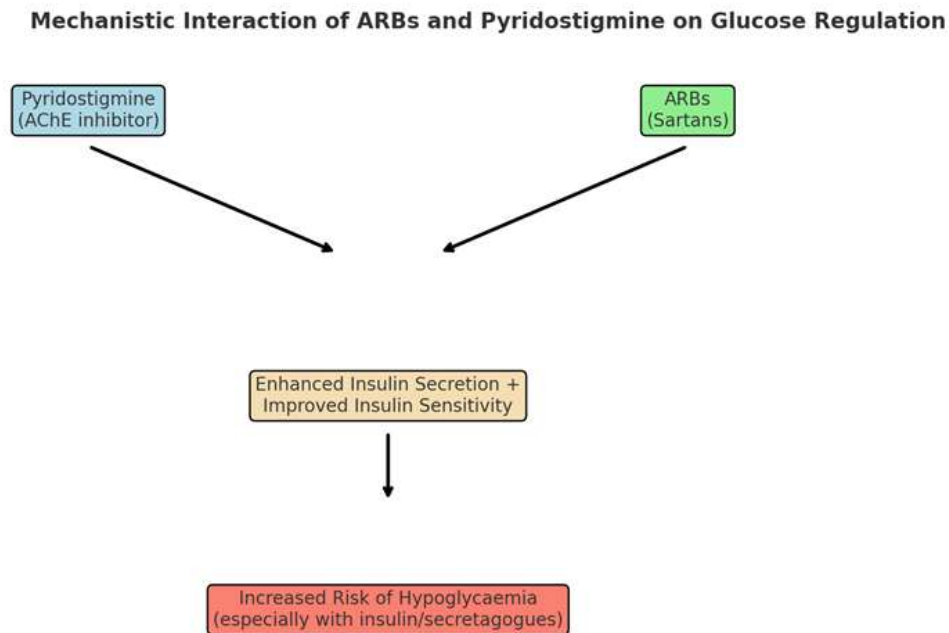 Mechanistic Interaction of ARBs and Pyridostigmine on Glucose Regulation
Pyridostigmine
(AChE inhibitor)
ARBs
(Sartans)
Enhanced Insulin Secretion +
Improved Insulin Sensitivity
Increased Risk of Hypoglycaemia
(especially with insulin/secretagogues)